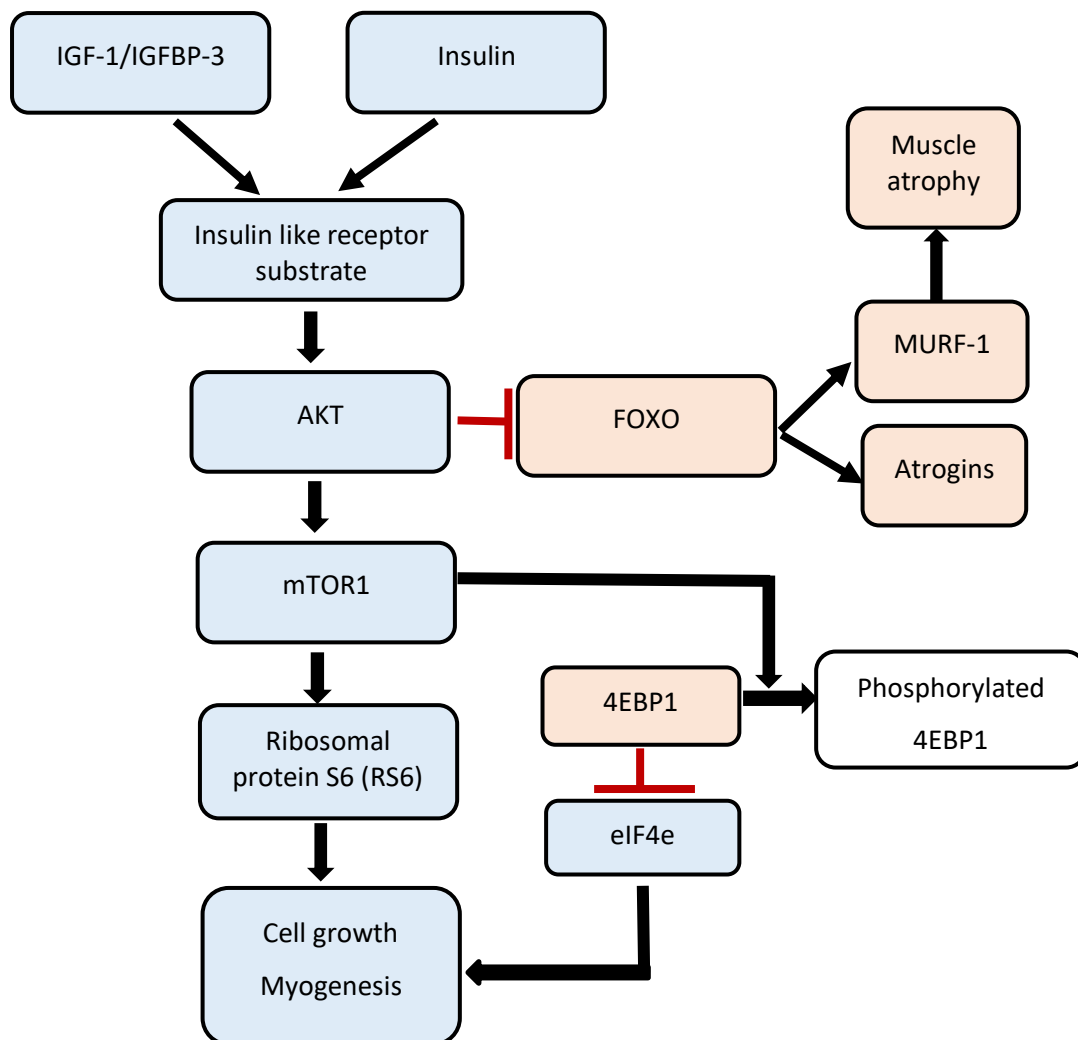 IGF-1/IGFBP-3
Insulin
Muscle
atrophy
Insulin like receptor
substrate
MURF-1
AKT
FOXO
Atrogins
mTOR1
4EBP1
Phosphorylated
4EBP1
Ribosomal
protein S6 (RS6)
eIF4e
Cell growth
Myogenesis